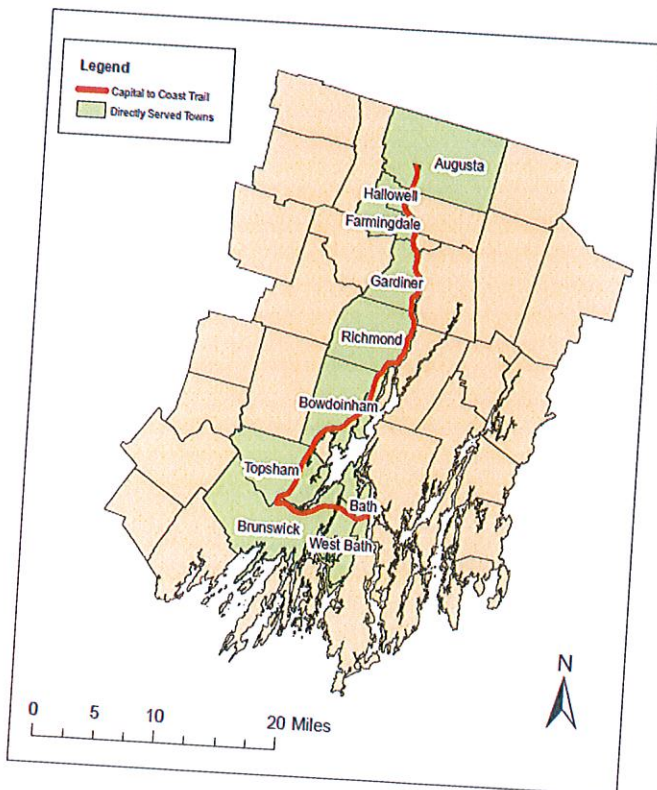 Legend
Capital to Coast Trail
Directly Served Towns
Augusta
Hallowell
Farmingdale
Gardiner
Richmond
Bowdoinham
Topsham
Bath
Brunswick
West Bath
N
0 5 10 20 Miles